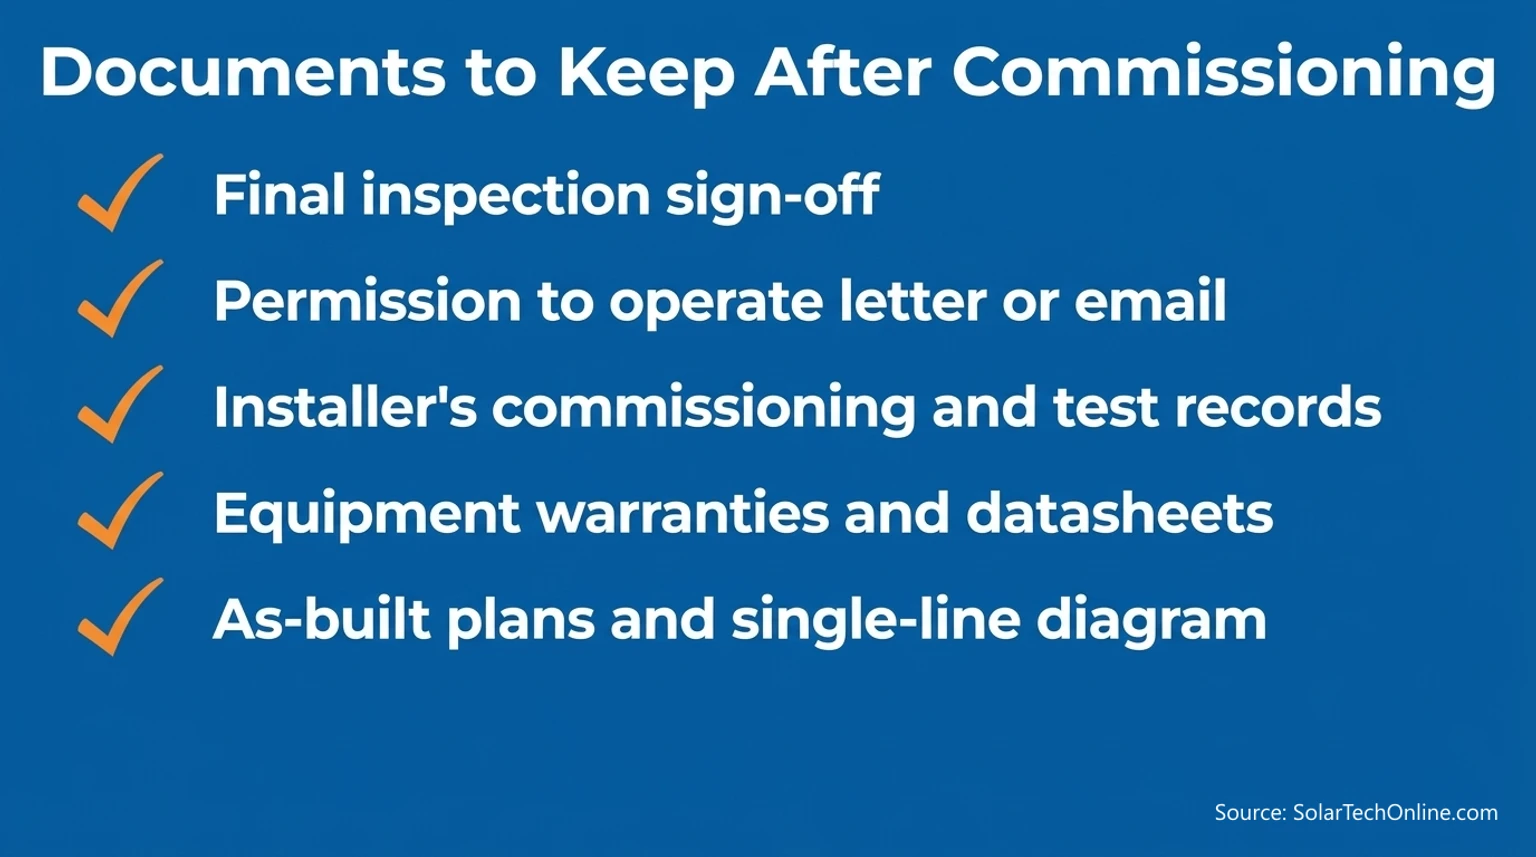 Documents to Keep After Commissioning
Final inspection sign-off
Permission to operate letter or email
Installer's commissioning and test records
Equipment warranties and datasheets
As-built plans and single-line diagram
Source: SolarTechOnline.com